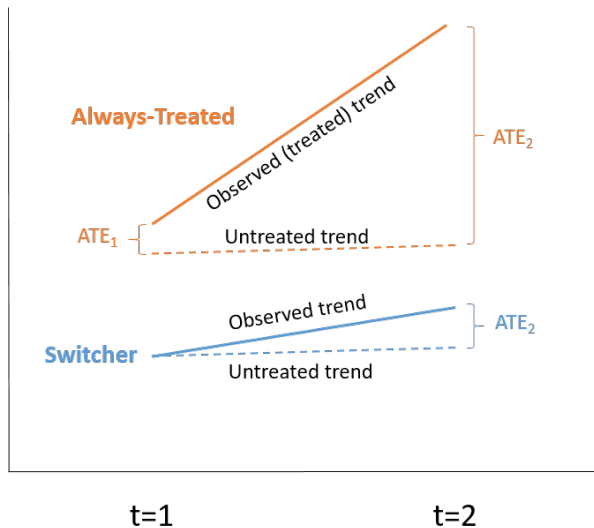 Always-Treated
Observed (treated) trend
ATE₂
ATE₁
Untreated trend
Observed trend
ATE₂
Switcher
Untreated trend
t=1
t=2